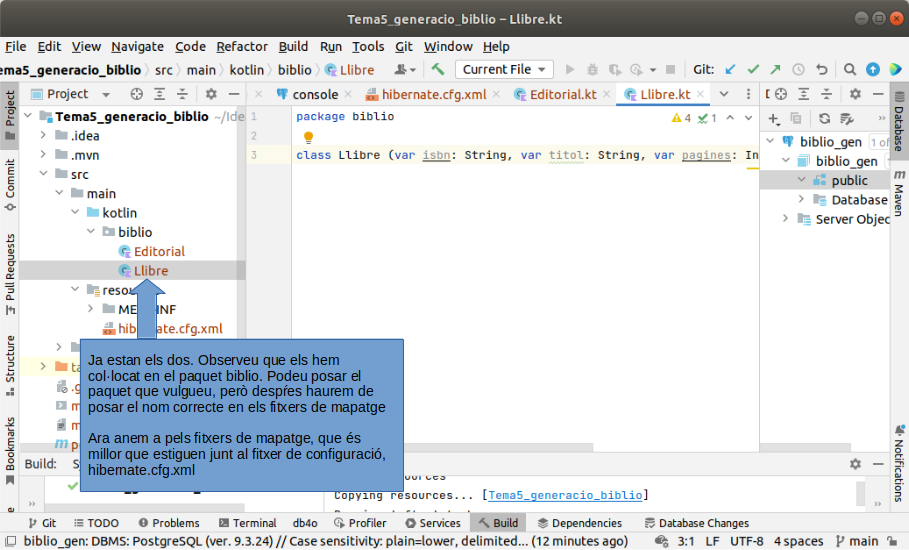 Tema5_generacio_biblio – Llibre.kt
File Edit View Navigate Code Refactor Build Run Tools Git Window Help
ema5_generacio_biblio src main kotlin biblio Llibre Current File Git:
Project
console hibernate.cfg.xml Editorial.kt Llibre.kt
Tema5_generacio_biblio ~/Ide
.idea
.mvn
src
main
kotlin
biblio
Editorial
Llibre
hibernate.cfg.xml
1 package biblio
4 1
2
3 class Llibre (var isbn: String, var titol: String, var pagines: In
biblio_gen 1 of
biblio_gen
public
Database
Server Objec
Project
Commit
Pull Requests
Structure
Bookmarks
Database
Maven
Notifications
Ja estan els dos. Observeu que els hem
col·locat en el paquet biblio. Podeu posar el
paquet que vulgueu, però despŕes haurem de
posar el nom correcte en els fitxers de mapatge
Ara anem a pels fitxers de mapatge, que és
millor que estiguen junt al fitxer de configuració,
hibernate.cfg.xml
Build:
Copying resources... [Tema5_generacio_biblio]
Git TODO Problems Terminal db4o Profiler Services Build Dependencies Database Changes
biblio_gen: DBMS: PostgreSQL (ver. 9.3.24) // Case sensitivity: plain=lower, delimited... (12 minutes ago) 3:1 LF UTF-8 4 spaces main